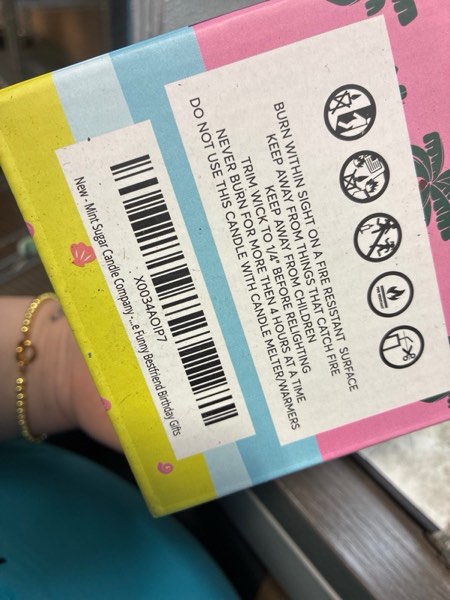 BURN WITHIN SIGHT ON A FIRE RESISTANT SURFACE
KEEP AWAY FROM THINGS THAT CATCH FIRE
KEEP AWAY FROM CHILDREN
TRIM WICK TO 1/4" BEFORE RELIGHTING
NEVER BURN FOR MORE THEN 4 HOURS AT A TIME
DO NOT USE THIS CANDLE WITH CANDLE MELTER/WARMERS
X0034AO1P7
New - Mint Sugar Candle Company -...e Funny Bestfriend Birthday Gifts